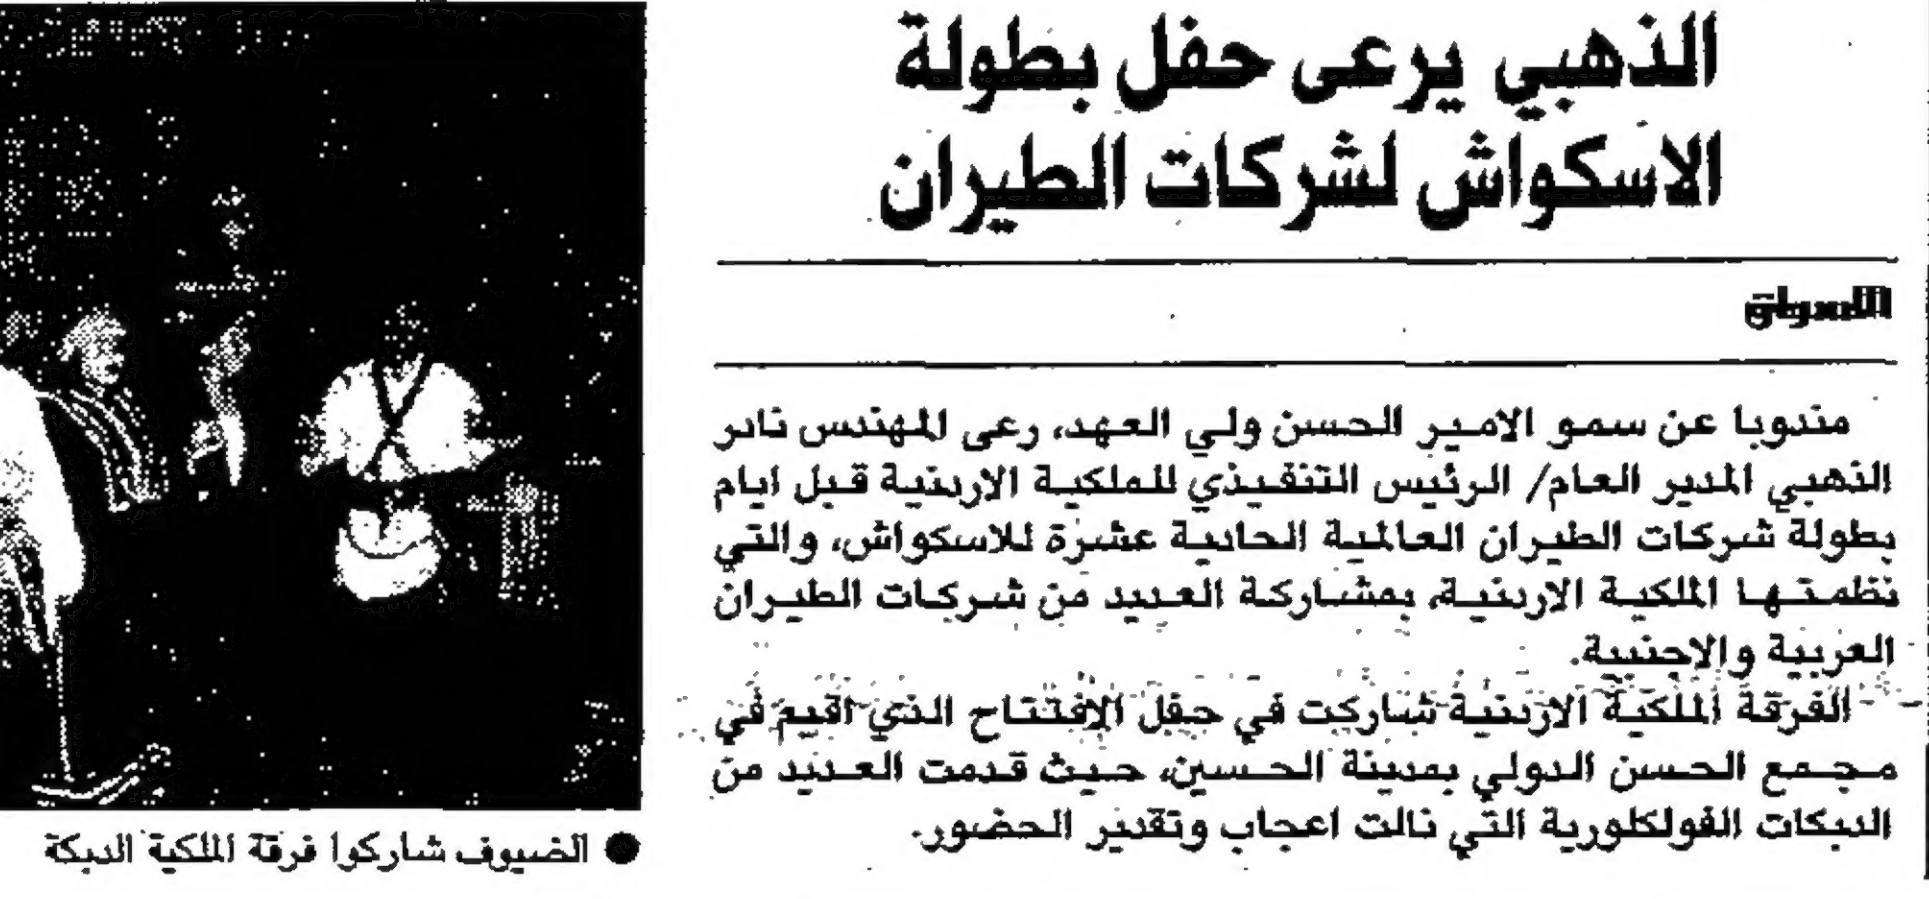 الذهبي يرعى حفل بطولة
الاسكواش لشركات الطيران
مندوبا عن سمو الامير الحسن ولي العهد، رعى المهندس نادر
الذهبي المدير العام/ الرئيس التنفيذي للملكية الاردنية قبل ايام
بطولة شركات الطيران العالمية الحادية عشرة للاسكواش، والتي
نظمتها الملكية الاردنية، بمشاركة العديد من شركات الطيران
العربية والاجنبية.
الفرقة الملكية الاردنية شاركت في حفل الافتتاح الذي اقيم في
مجمع الحسن الدولي بمدينة الحسين، حيث قدمت العديد من
الدبكات الفولكلورية التي نالت اعجاب وتقدير الحضور.
● الضيوف شاركوا فرقة الملكية الدبكة